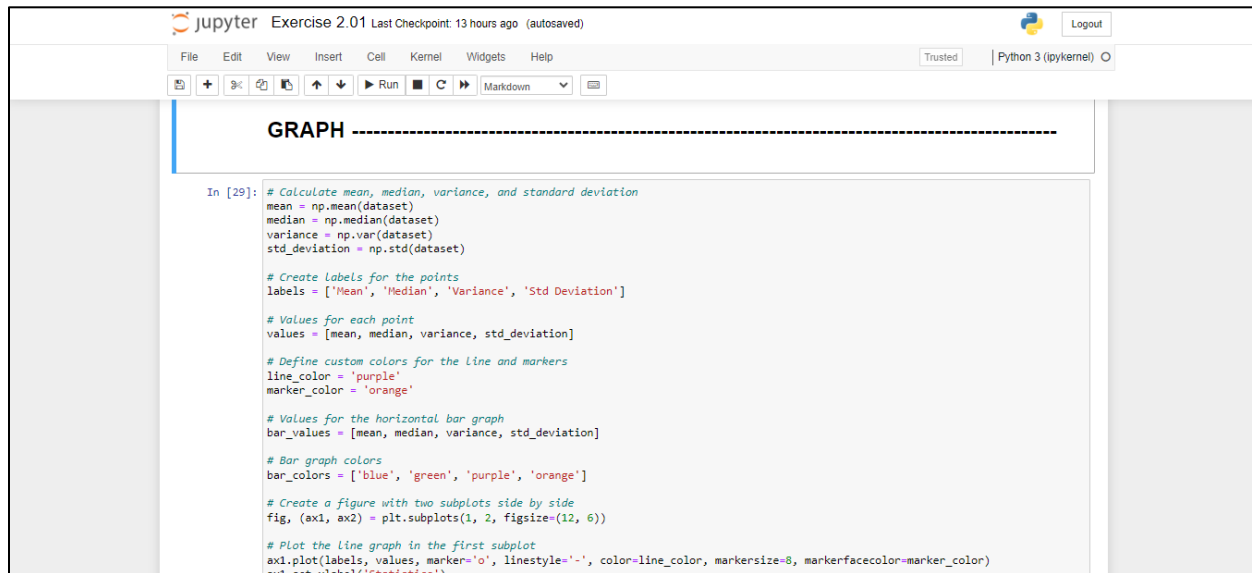 jupyter Exercise 2.01 Last Checkpoint: 13 hours ago (autosaved)
Logout
File Edit View Insert Cell Kernel Widgets Help
Trusted Python 3 (ipykernel)
Run Markdown
GRAPH --------------------------------------------------------------------------------------------------
In [29]: # Calculate mean, median, variance, and standard deviation
mean = np.mean(dataset)
median = np.median(dataset)
variance = np.var(dataset)
std_deviation = np.std(dataset)
# Create labels for the points
labels = ['Mean', 'Median', 'Variance', 'Std Deviation']
# Values for each point
values = [mean, median, variance, std_deviation]
# Define custom colors for the line and markers
line_color = 'purple'
marker_color = 'orange'
# Values for the horizontal bar graph
bar_values = [mean, median, variance, std_deviation]
# Bar graph colors
bar_colors = ['blue', 'green', 'purple', 'orange']
# Create a figure with two subplots side by side
fig, (ax1, ax2) = plt.subplots(1, 2, figsize=(12, 6))
# Plot the line graph in the first subplot
ax1.plot(labels, values, marker='o', linestyle='-', color=line_color, markersize=8, markerfacecolor=marker_color)